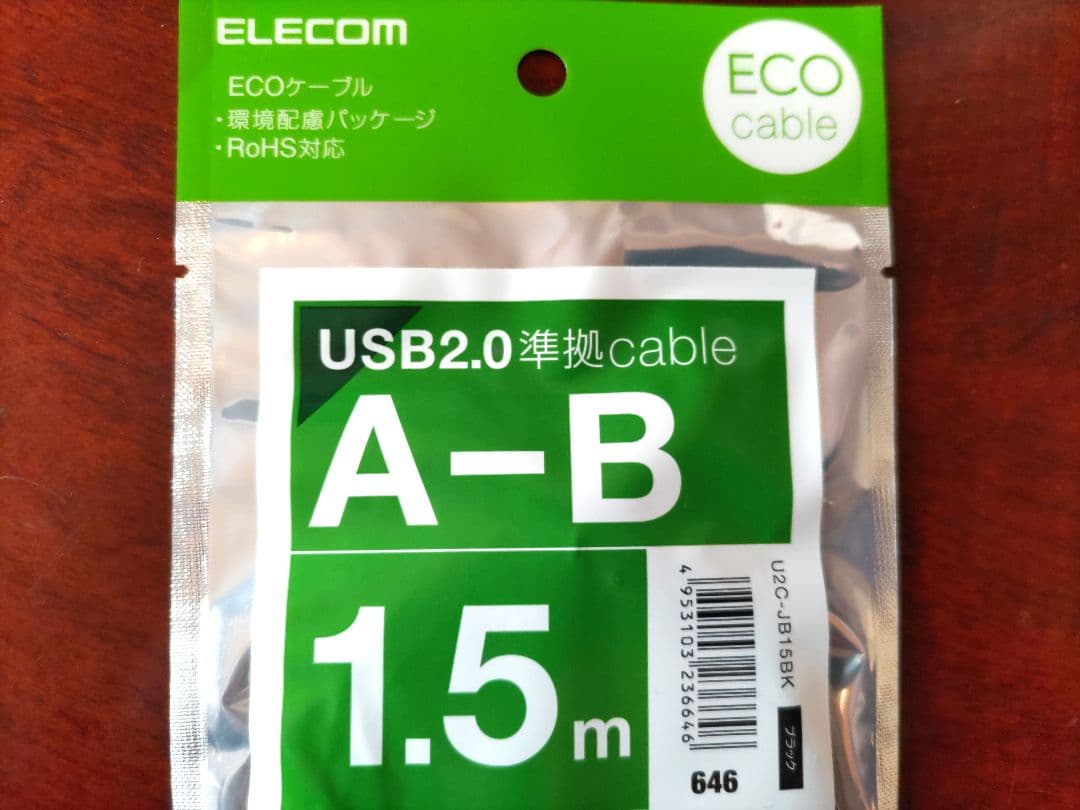 ELECOM
ECOケーブル
・環境配慮パッケージ
・RoHS対応
ECO
cable
USB2.0準拠cable
A−B
1.5m
U2C-JB15BK
ブラック
4 953103 236646
646